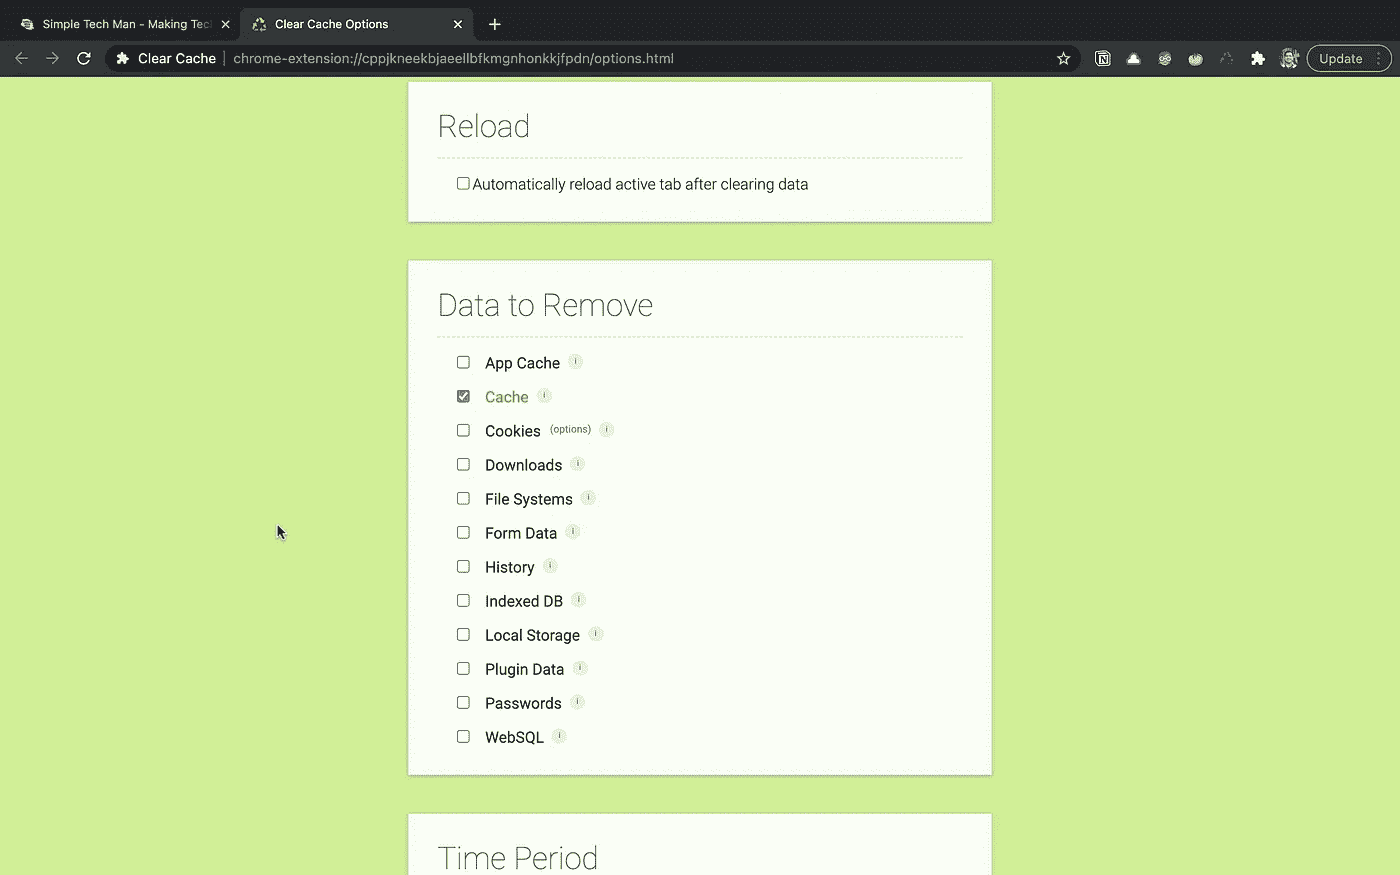 Simple Tech Man - Making Tec
Clear Cache Options
Clear Cache
chrome-extension://cppjkneekbjaeellbfkmgnhonkkjfpdn/options.html
Update
Reload
Automatically reload active tab after clearing data
Data to Remove
App Cache i
Cache i
Cookies (options) i
Downloads i
File Systems i
Form Data i
History i
Indexed DB i
Local Storage i
Plugin Data i
Passwords i
WebSQL i
Time Period